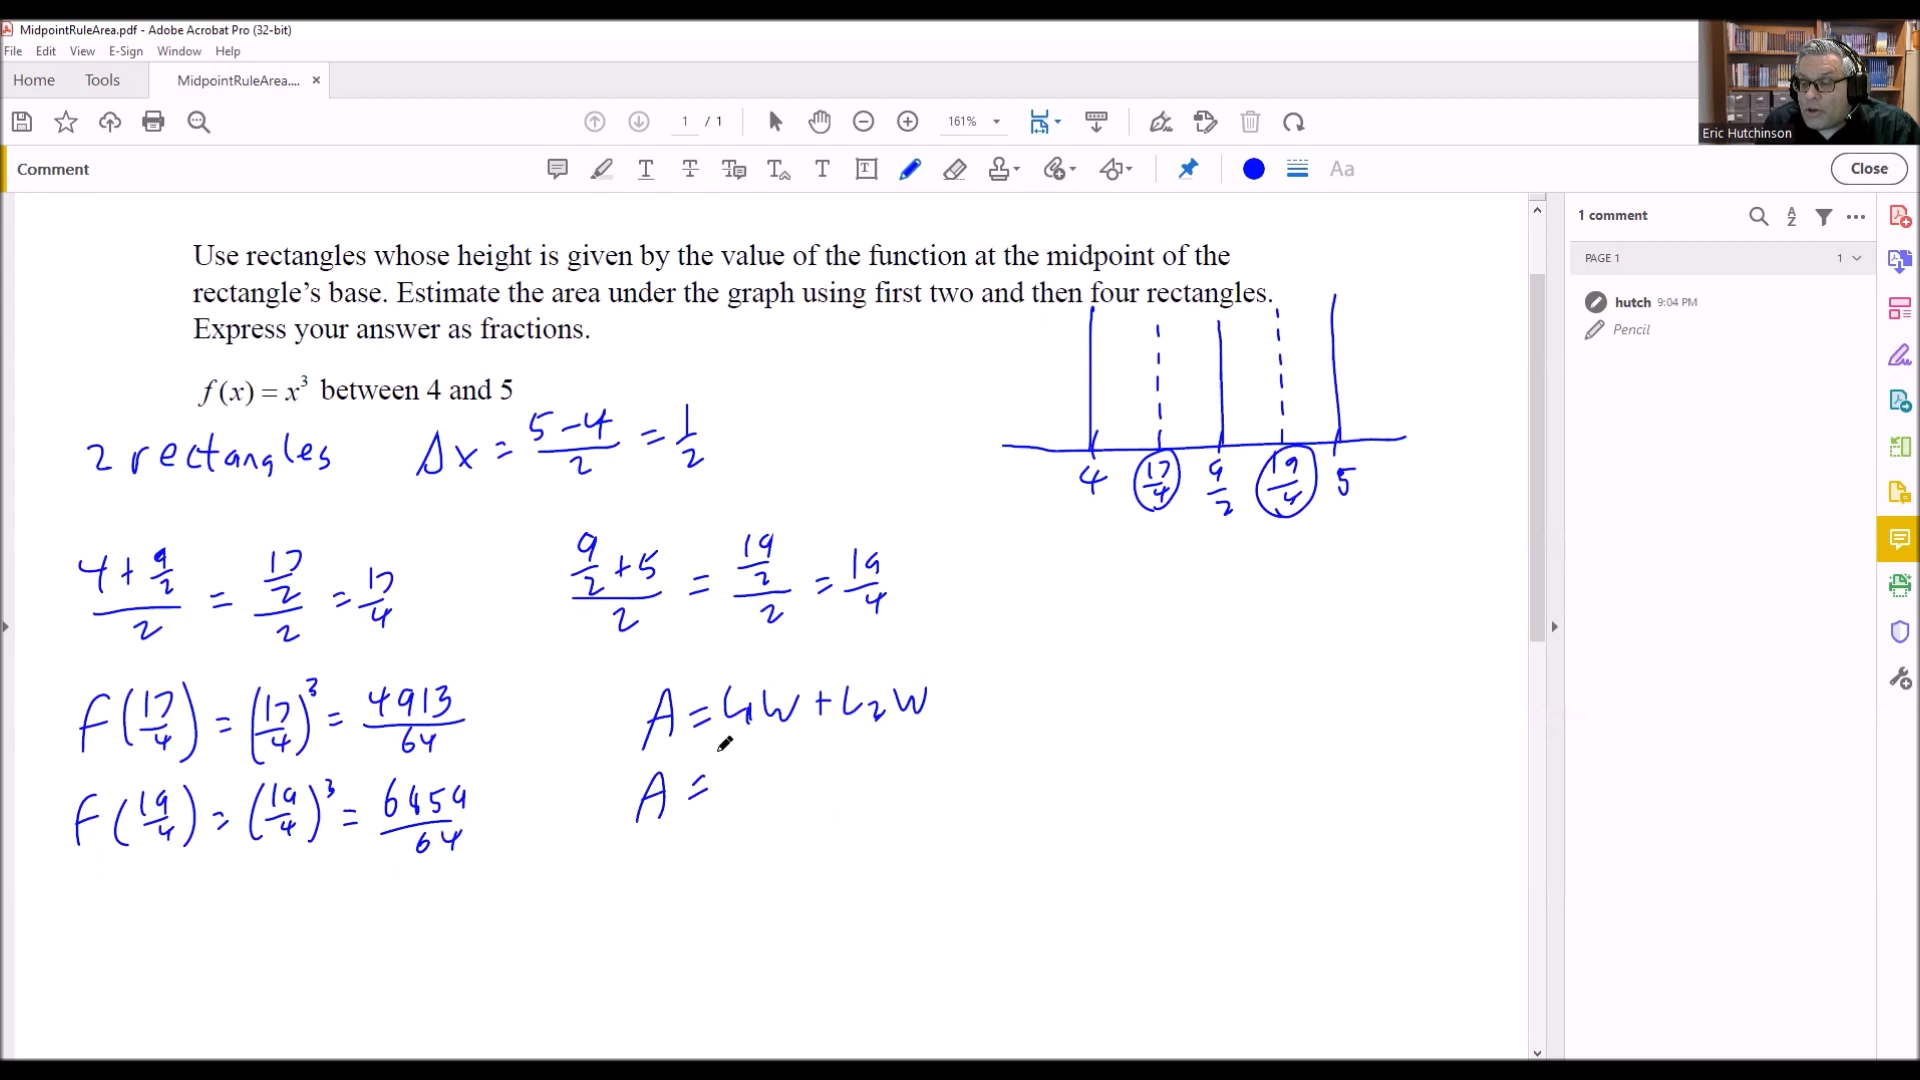 MidpointRuleArea.pdf - Adobe Acrobat Pro (32-bit)
File Edit View E-Sign Window Help
Home Tools MidpointRuleArea.... ×
1 / 1 161%
Eric Hutchinson
Comment
Aa
Close
1 comment
PAGE 1 1
hutch 9:04 PM
Pencil
Use rectangles whose height is given by the value of the function at the midpoint of the
rectangle’s base. Estimate the area under the graph using first two and then four rectangles.
Express your answer as fractions.
f(x) = x³ between 4 and 5
2 rectangles Δx = (5-4)/2 = 1/2
4 17/4 9/2 19/4 5
(4 + 9/2)/2 = (17/2)/2 = 17/4 (9/2 + 5)/2 = (19/2)/2 = 19/4
F(17/4) = (17/4)³ = 4913/64 A = L₁W + L₂W
F(19/4) = (19/4)³ = 6859/64 A =